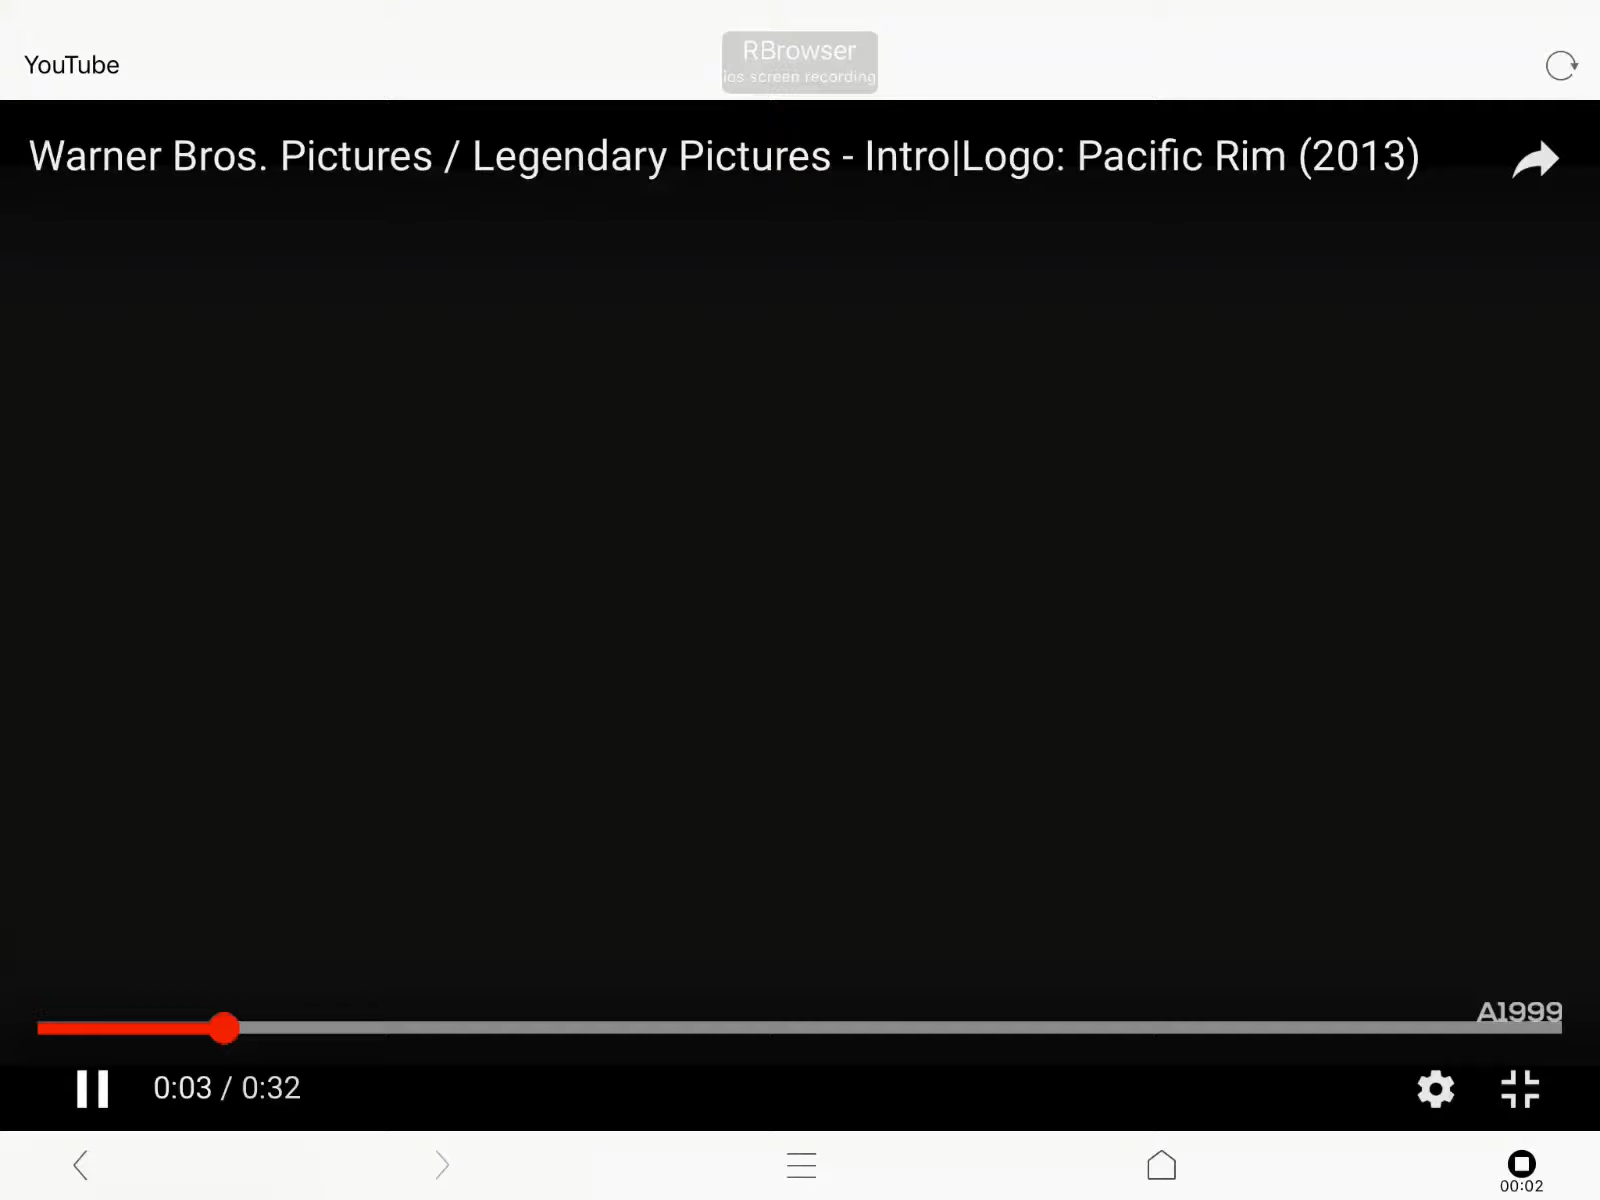 YouTube
RBrowser
ios screen recording
Warner Bros. Pictures / Legendary Pictures - Intro|Logo: Pacific Rim (2013)
A1999
0:03 / 0:32
00:02